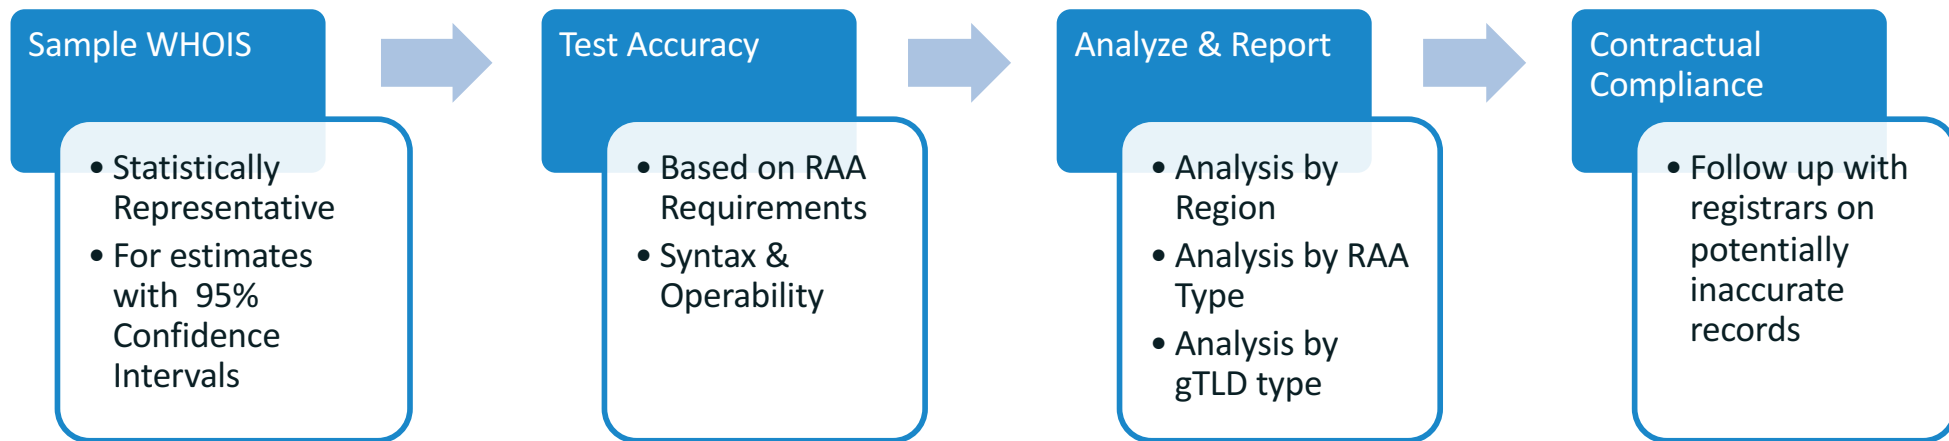 Sample WHOIS
• Statistically
Representative
• For estimates
with 95%
Confidence
Intervals
Test Accuracy
• Based on RAA
Requirements
• Syntax &
Operability
Analyze & Report
• Analysis by
Region
• Analysis by RAA
Type
• Analysis by
gTLD type
Contractual
Compliance
• Follow up with
registrars on
potentially
inaccurate
records